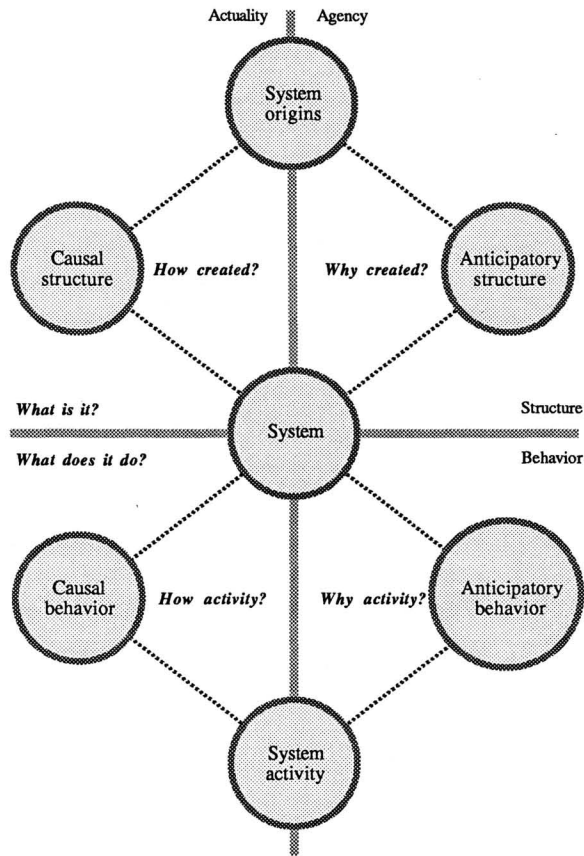 Actuality
Agency
System
origins
Causal
structure
How created?
Why created?
Anticipatory
structure
What is it?
Structure
System
What does it do?
Behavior
Causal
behavior
How activity?
Why activity?
Anticipatory
behavior
System
activity